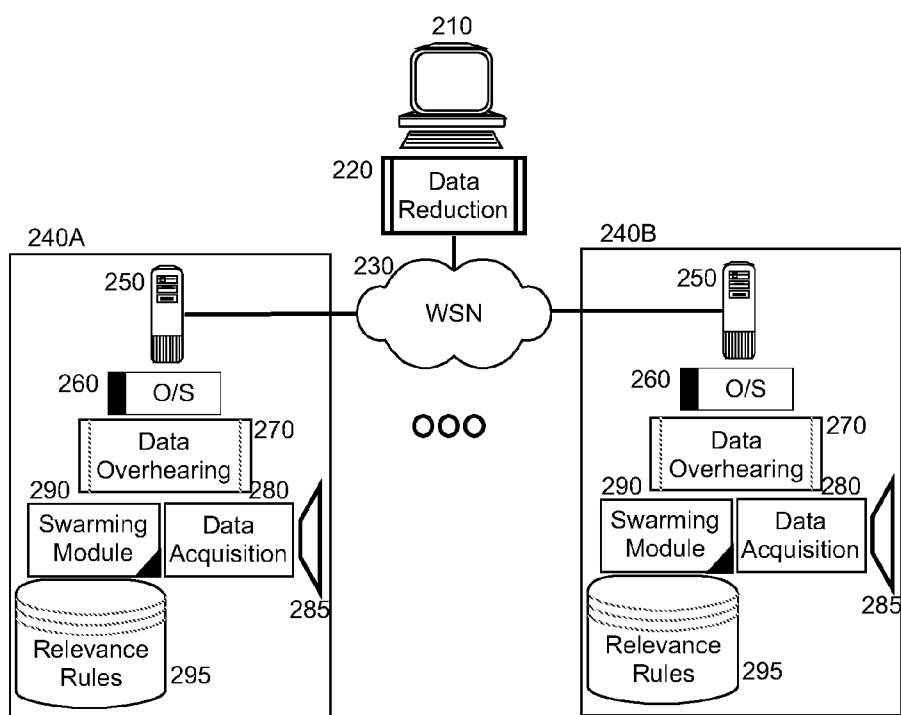 210
220
Data
Reduction
240A
230
WSN
240B
250
250
260
O/S
260
O/S
270
Data
Overhearing
270
Data
Overhearing
290
280
Swarming
Module
Data
Acquisition
285
290
280
Swarming
Module
Data
Acquisition
285
Relevance
Rules
295
Relevance
Rules
295